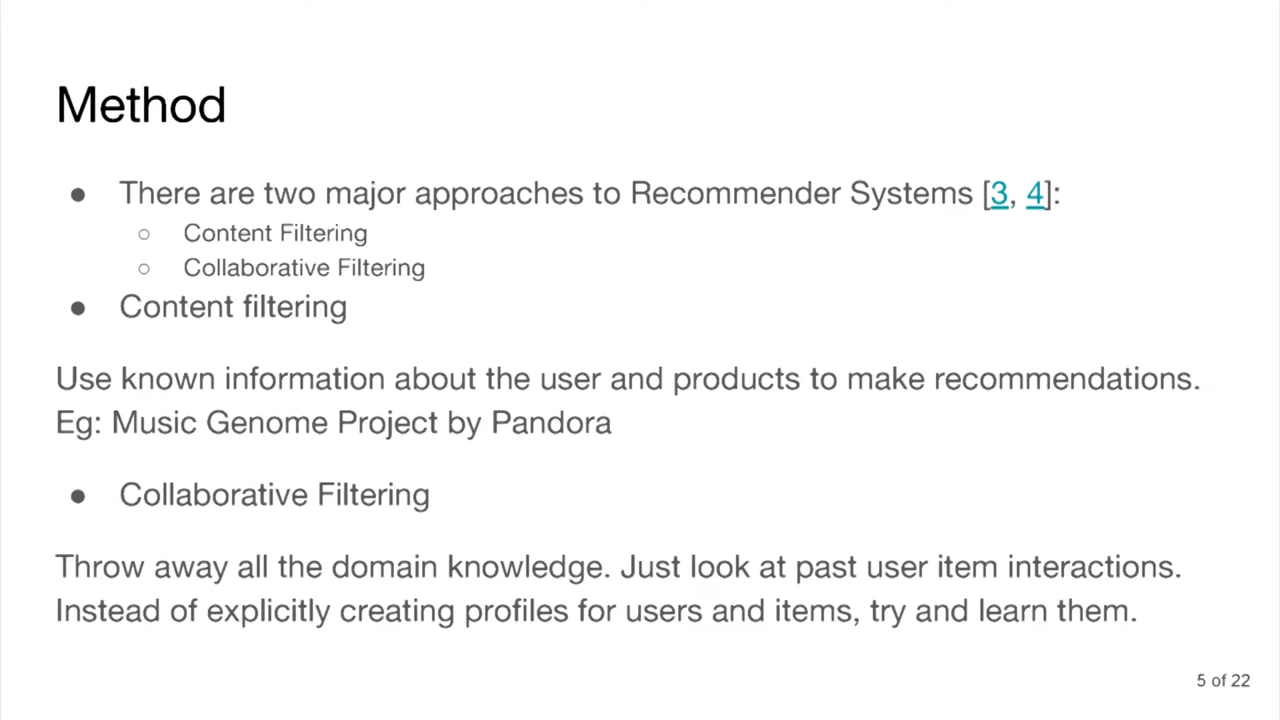 Method
● There are two major approaches to Recommender Systems [3, 4]:
○ Content Filtering
○ Collaborative Filtering
● Content filtering
Use known information about the user and products to make recommendations.
Eg: Music Genome Project by Pandora
● Collaborative Filtering
Throw away all the domain knowledge. Just look at past user item interactions.
Instead of explicitly creating profiles for users and items, try and learn them.
5 of 22